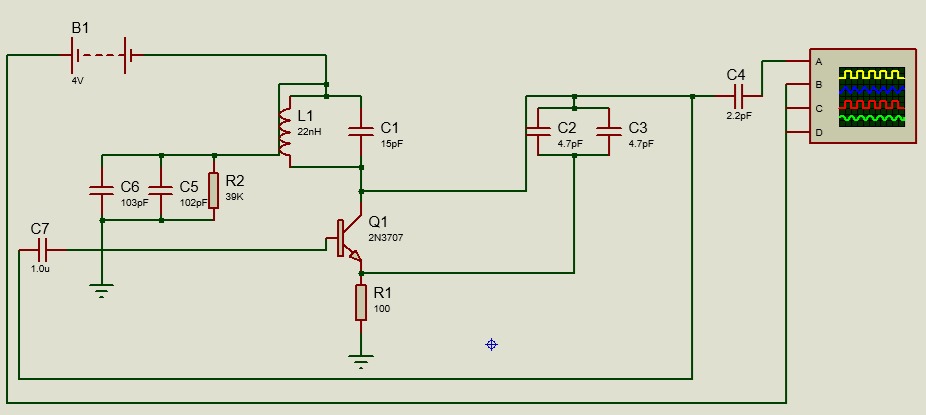 B1
4V
L1
22nH
C1
15pF
C2
4.7pF
C3
4.7pF
C4
2.2pF
A
B
C
D
C6
103pF
C5
102pF
R2
39K
C7
1.0u
Q1
2N3707
R1
100